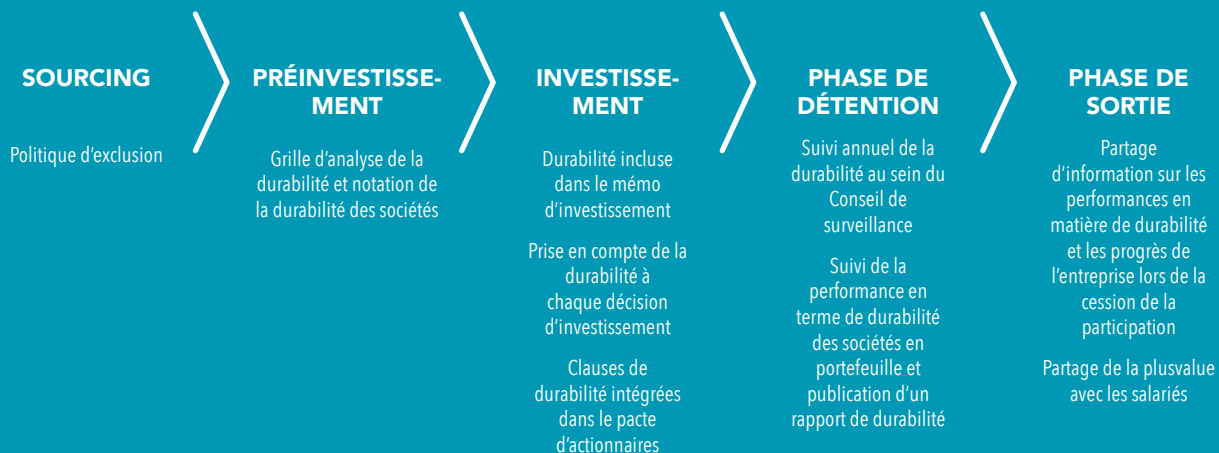 SOURCING
Politique d'exclusion
PRÉINVESTISSE-
MENT
Grille d'analyse de la
durabilité et notation de
la durabilité des sociétés
INVESTISSE-
MENT
Durabilité incluse
dans le mémo
d'investissement
Prise en compte de la
durabilité à
chaque décision
d'investissement
Clauses de
durabilité intégrées
dans le pacte
d'actionnaires
PHASE DE
DÉTENTION
Suivi annuel de la
durabilité au sein du
Conseil de
surveillance
Suivi de la
performance en
terme de durabilité
des sociétés en
portefeuille et
publication d'un
rapport de durabilité
PHASE DE
SORTIE
Partage
d'information sur les
performances en
matière de durabilité
et les progrès de
l'entreprise lors de la
cession de la
participation
Partage de la plusvalue
avec les salariés